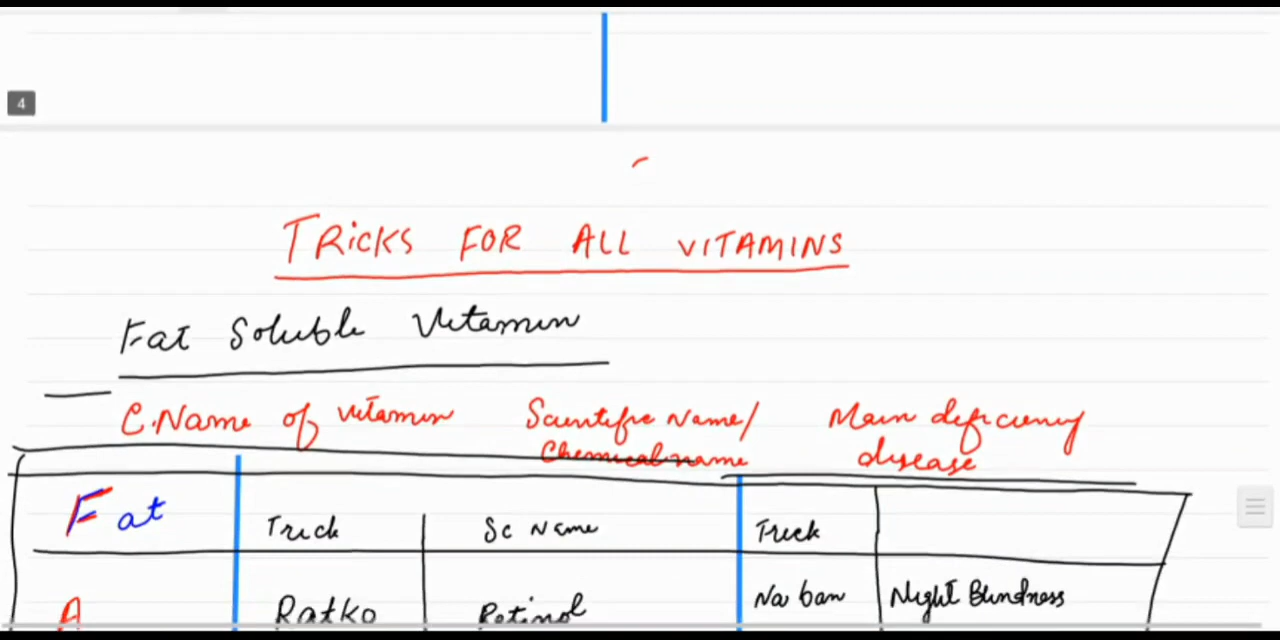 4
TRICKS FOR ALL VITAMINS
Fat Soluble Vitamin
C.Name of vitamin Scientific Name/ Main deficiency
Chemical name disease
Fat Trick Sc Name Trick
A Ratko Retinol Na ban Night Blindness